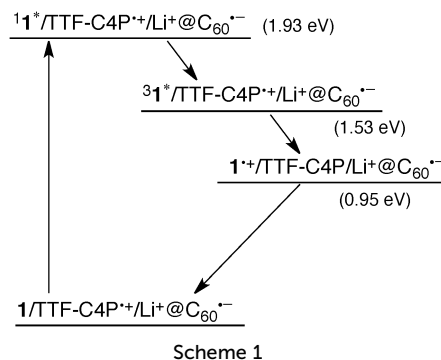 ¹1*/TTF-C4P•+/Li+@C₆₀•− (1.93 eV)
³1*/TTF-C4P•+/Li+@C₆₀•−
(1.53 eV)
1•+/TTF-C4P/Li+@C₆₀•−
(0.95 eV)
1/TTF-C4P•+/Li+@C₆₀•−
Scheme 1